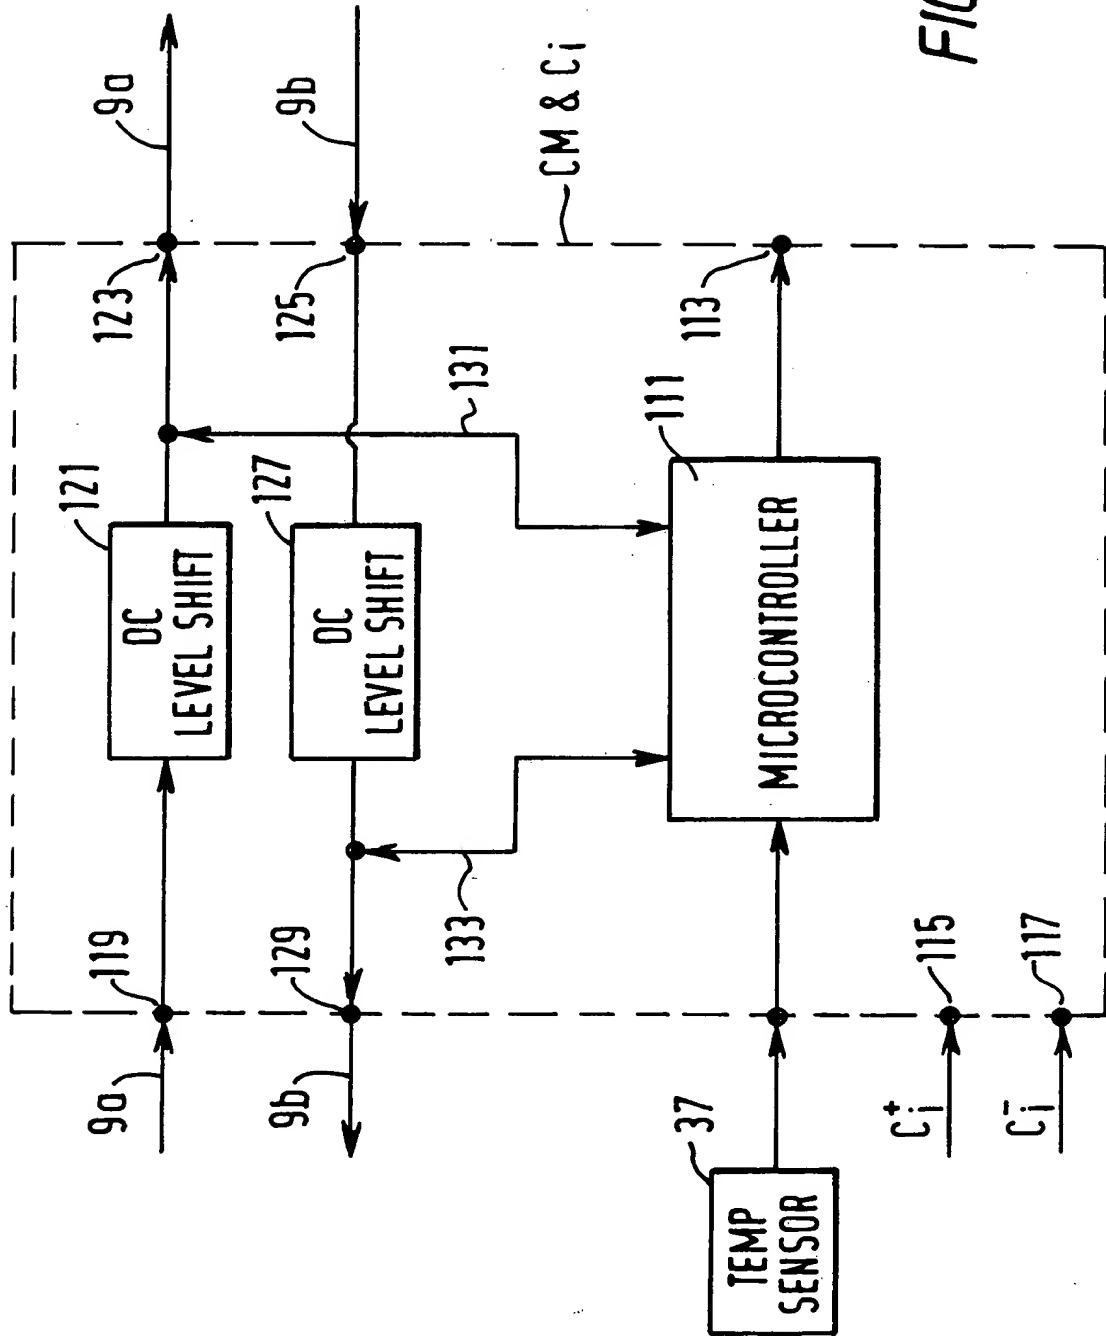 9a
119
121
DC
LEVEL SHIFT
123
9a
9b
129
127
DC
LEVEL SHIFT
125
9b
133
131
CM & Ci
37
TEMP
SENSOR
111
MICROCONTROLLER
113
Ci+
115
Ci-
117